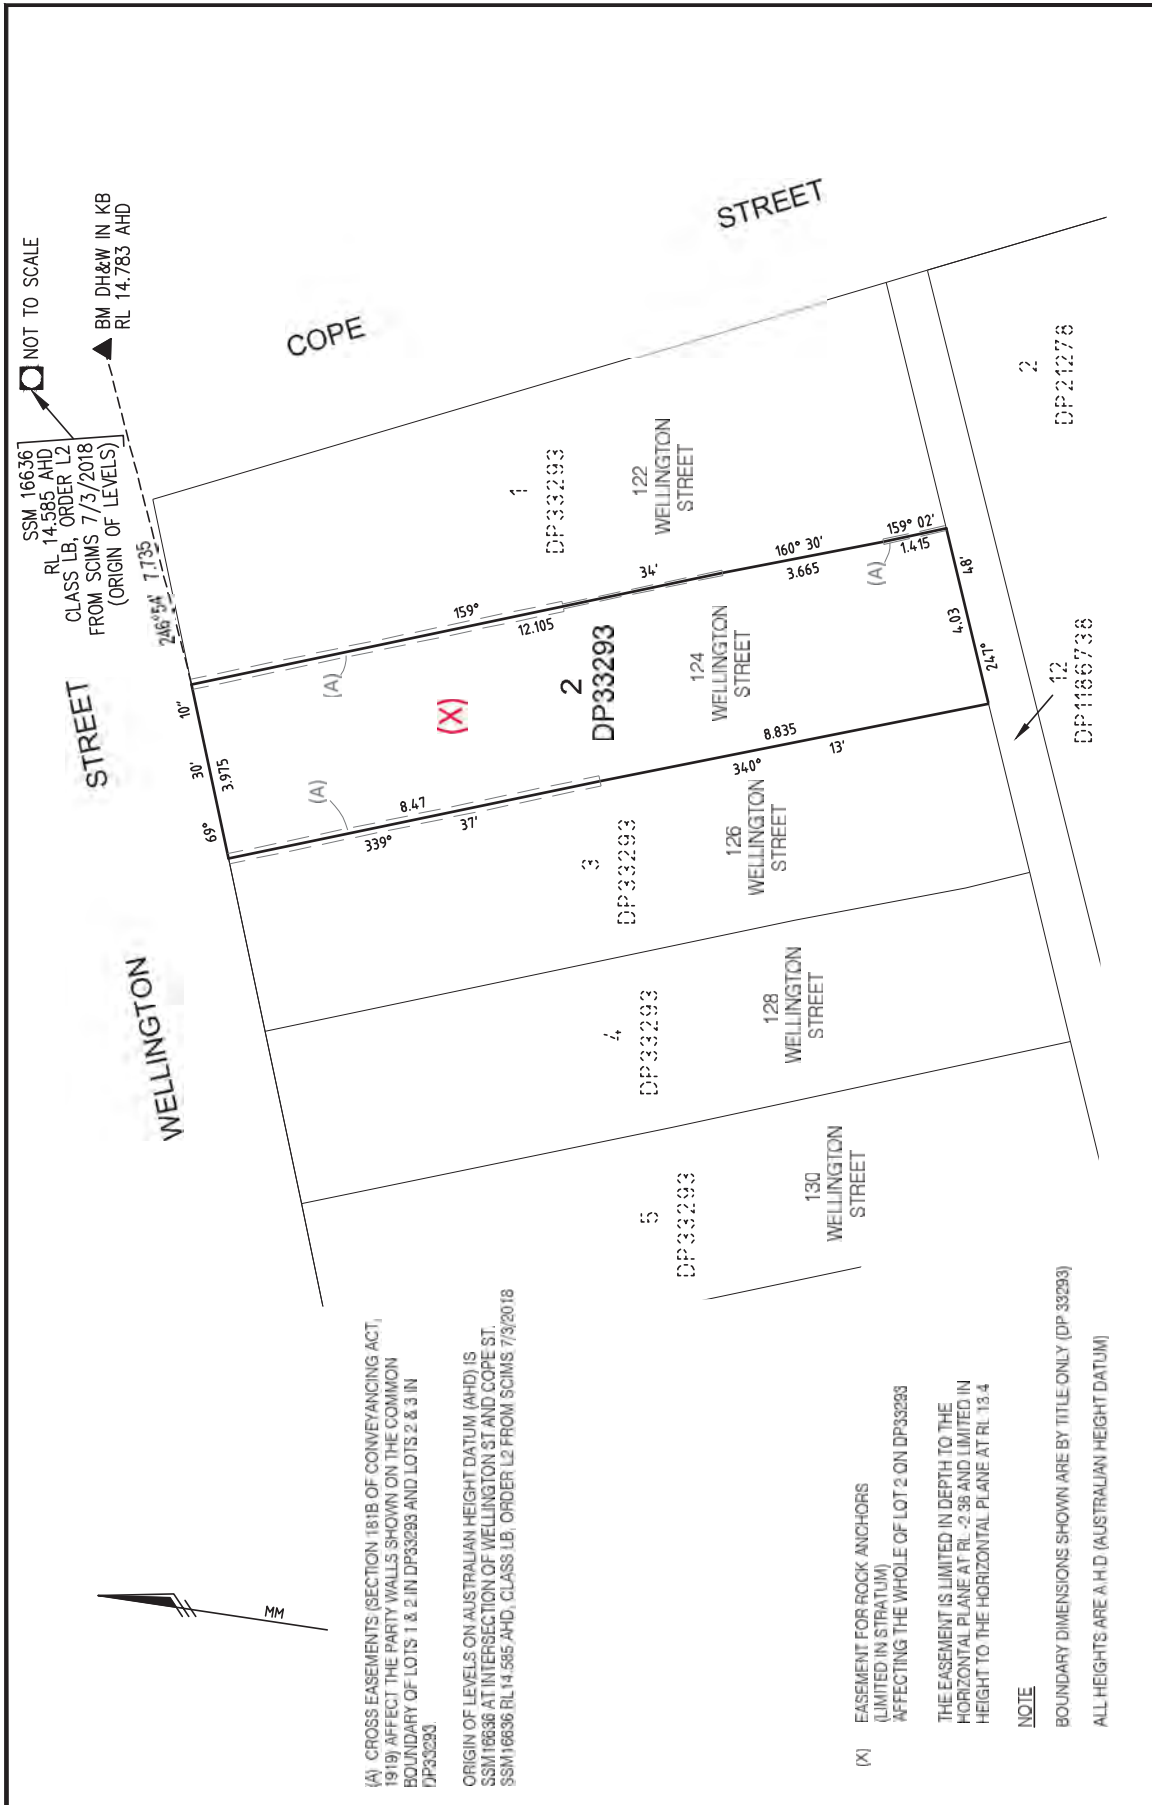 SSM 16636
RL 14.585 AHD
CLASS LB, ORDER L2
FROM SCIMS 7/3/2018
(ORIGIN OF LEVELS)
NOT TO SCALE
BM DH&W IN KB
RL 14.783 AHD
246°54' 7.735
WELLINGTON STREET
COPE STREET
69° 30' 10"
3.975
159° 34'
12.105
160° 30'
3.665
159° 02'
1.415
247° 48'
4.03
340° 13'
8.835
339° 37'
8.47
(A)
(A)
(A)
(X)
1
DP33293
122
WELLINGTON
STREET
2
DP33293
124
WELLINGTON
STREET
3
DP33293
126
WELLINGTON
STREET
4
DP33293
128
WELLINGTON
STREET
5
DP33293
130
WELLINGTON
STREET
12
DP1186738
2
DP21278
MM
(A) CROSS EASEMENTS (SECTION 181B OF CONVEYANCING ACT,
1919) AFFECT THE PARTY WALLS SHOWN ON THE COMMON
BOUNDARY OF LOTS 1 & 2 IN DP33293 AND LOTS 2 & 3 IN
DP33293.
ORIGIN OF LEVELS ON AUSTRALIAN HEIGHT DATUM (AHD) IS
SSM16636 AT INTERSECTION OF WELLINGTON ST AND COPE ST.
SSM16636 RL14.585 AHD, CLASS LB, ORDER L2 FROM SCIMS 7/3/2018
(X) EASEMENT FOR ROCK ANCHORS
(LIMITED IN STRATUM)
AFFECTING THE WHOLE OF LOT 2 ON DP33293
THE EASEMENT IS LIMITED IN DEPTH TO THE
HORIZONTAL PLANE AT RL -2.36 AND LIMITED IN
HEIGHT TO THE HORIZONTAL PLANE AT RL 13.4
NOTE
BOUNDARY DIMENSIONS SHOWN ARE BY TITLE ONLY (DP 33293)
ALL HEIGHTS ARE A.H.D (AUSTRALIAN HEIGHT DATUM)